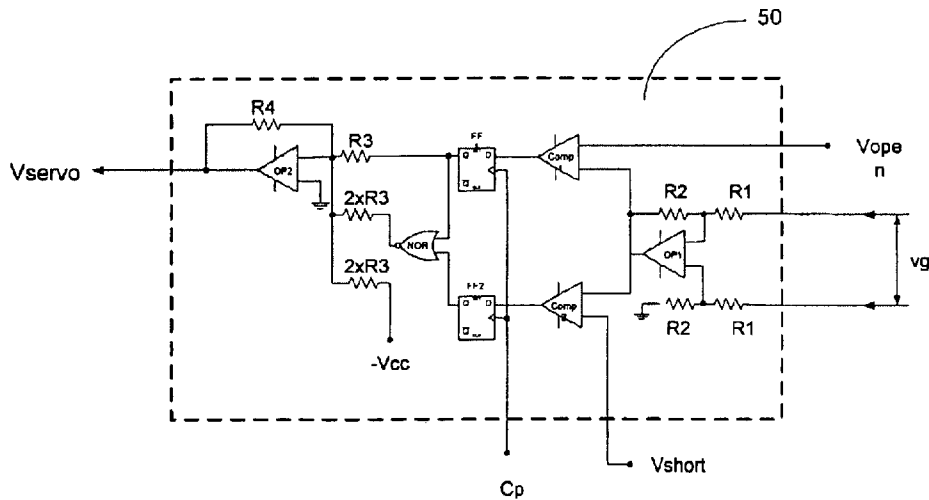 50
R4
R3
FF
D
Q
Q
Comp
Vope
n
Vservo
OP2
2xR3
NOR
R2
R1
OP1
vg
2xR3
FF2
D
Q
Q
Comp
R2
R1
-Vcc
Vshort
Cp